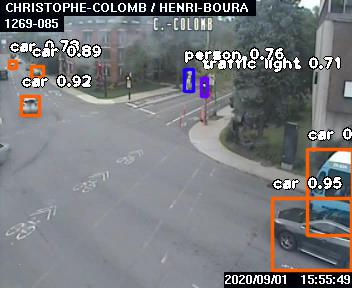 CHRISTOPHE-COLOMB / HENRI-BOURA
1269-085
C.-COLOMB
car 0.89
person 0.76
traffic light 0.71
car 0.92
car 0
car 0.95
2020/09/01 15:55:49